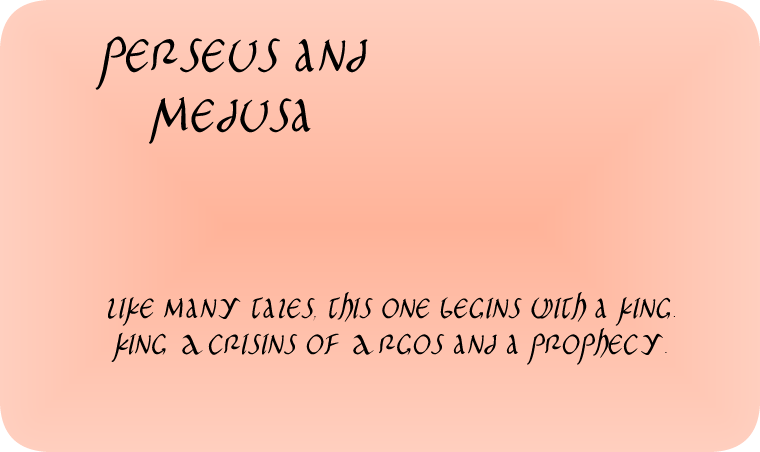 Perseus and
Medusa
Like many tales, this one begins with a king.
King Acrisins of Argos and a prophecy.